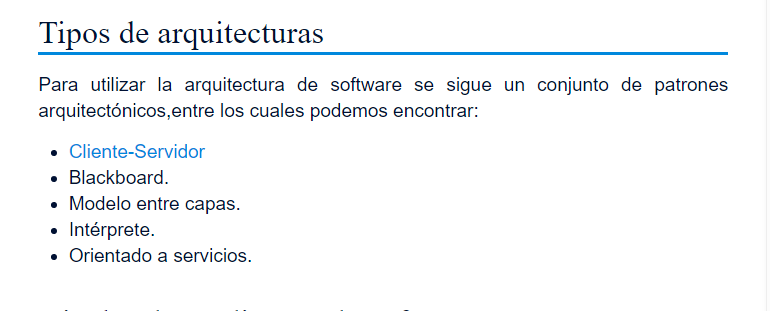 Tipos de arquitecturas
Para utilizar la arquitectura de software se sigue un conjunto de patrones
arquitectónicos,entre los cuales podemos encontrar:
Cliente-Servidor
Blackboard.
Modelo entre capas.
Intérprete.
Orientado a servicios.